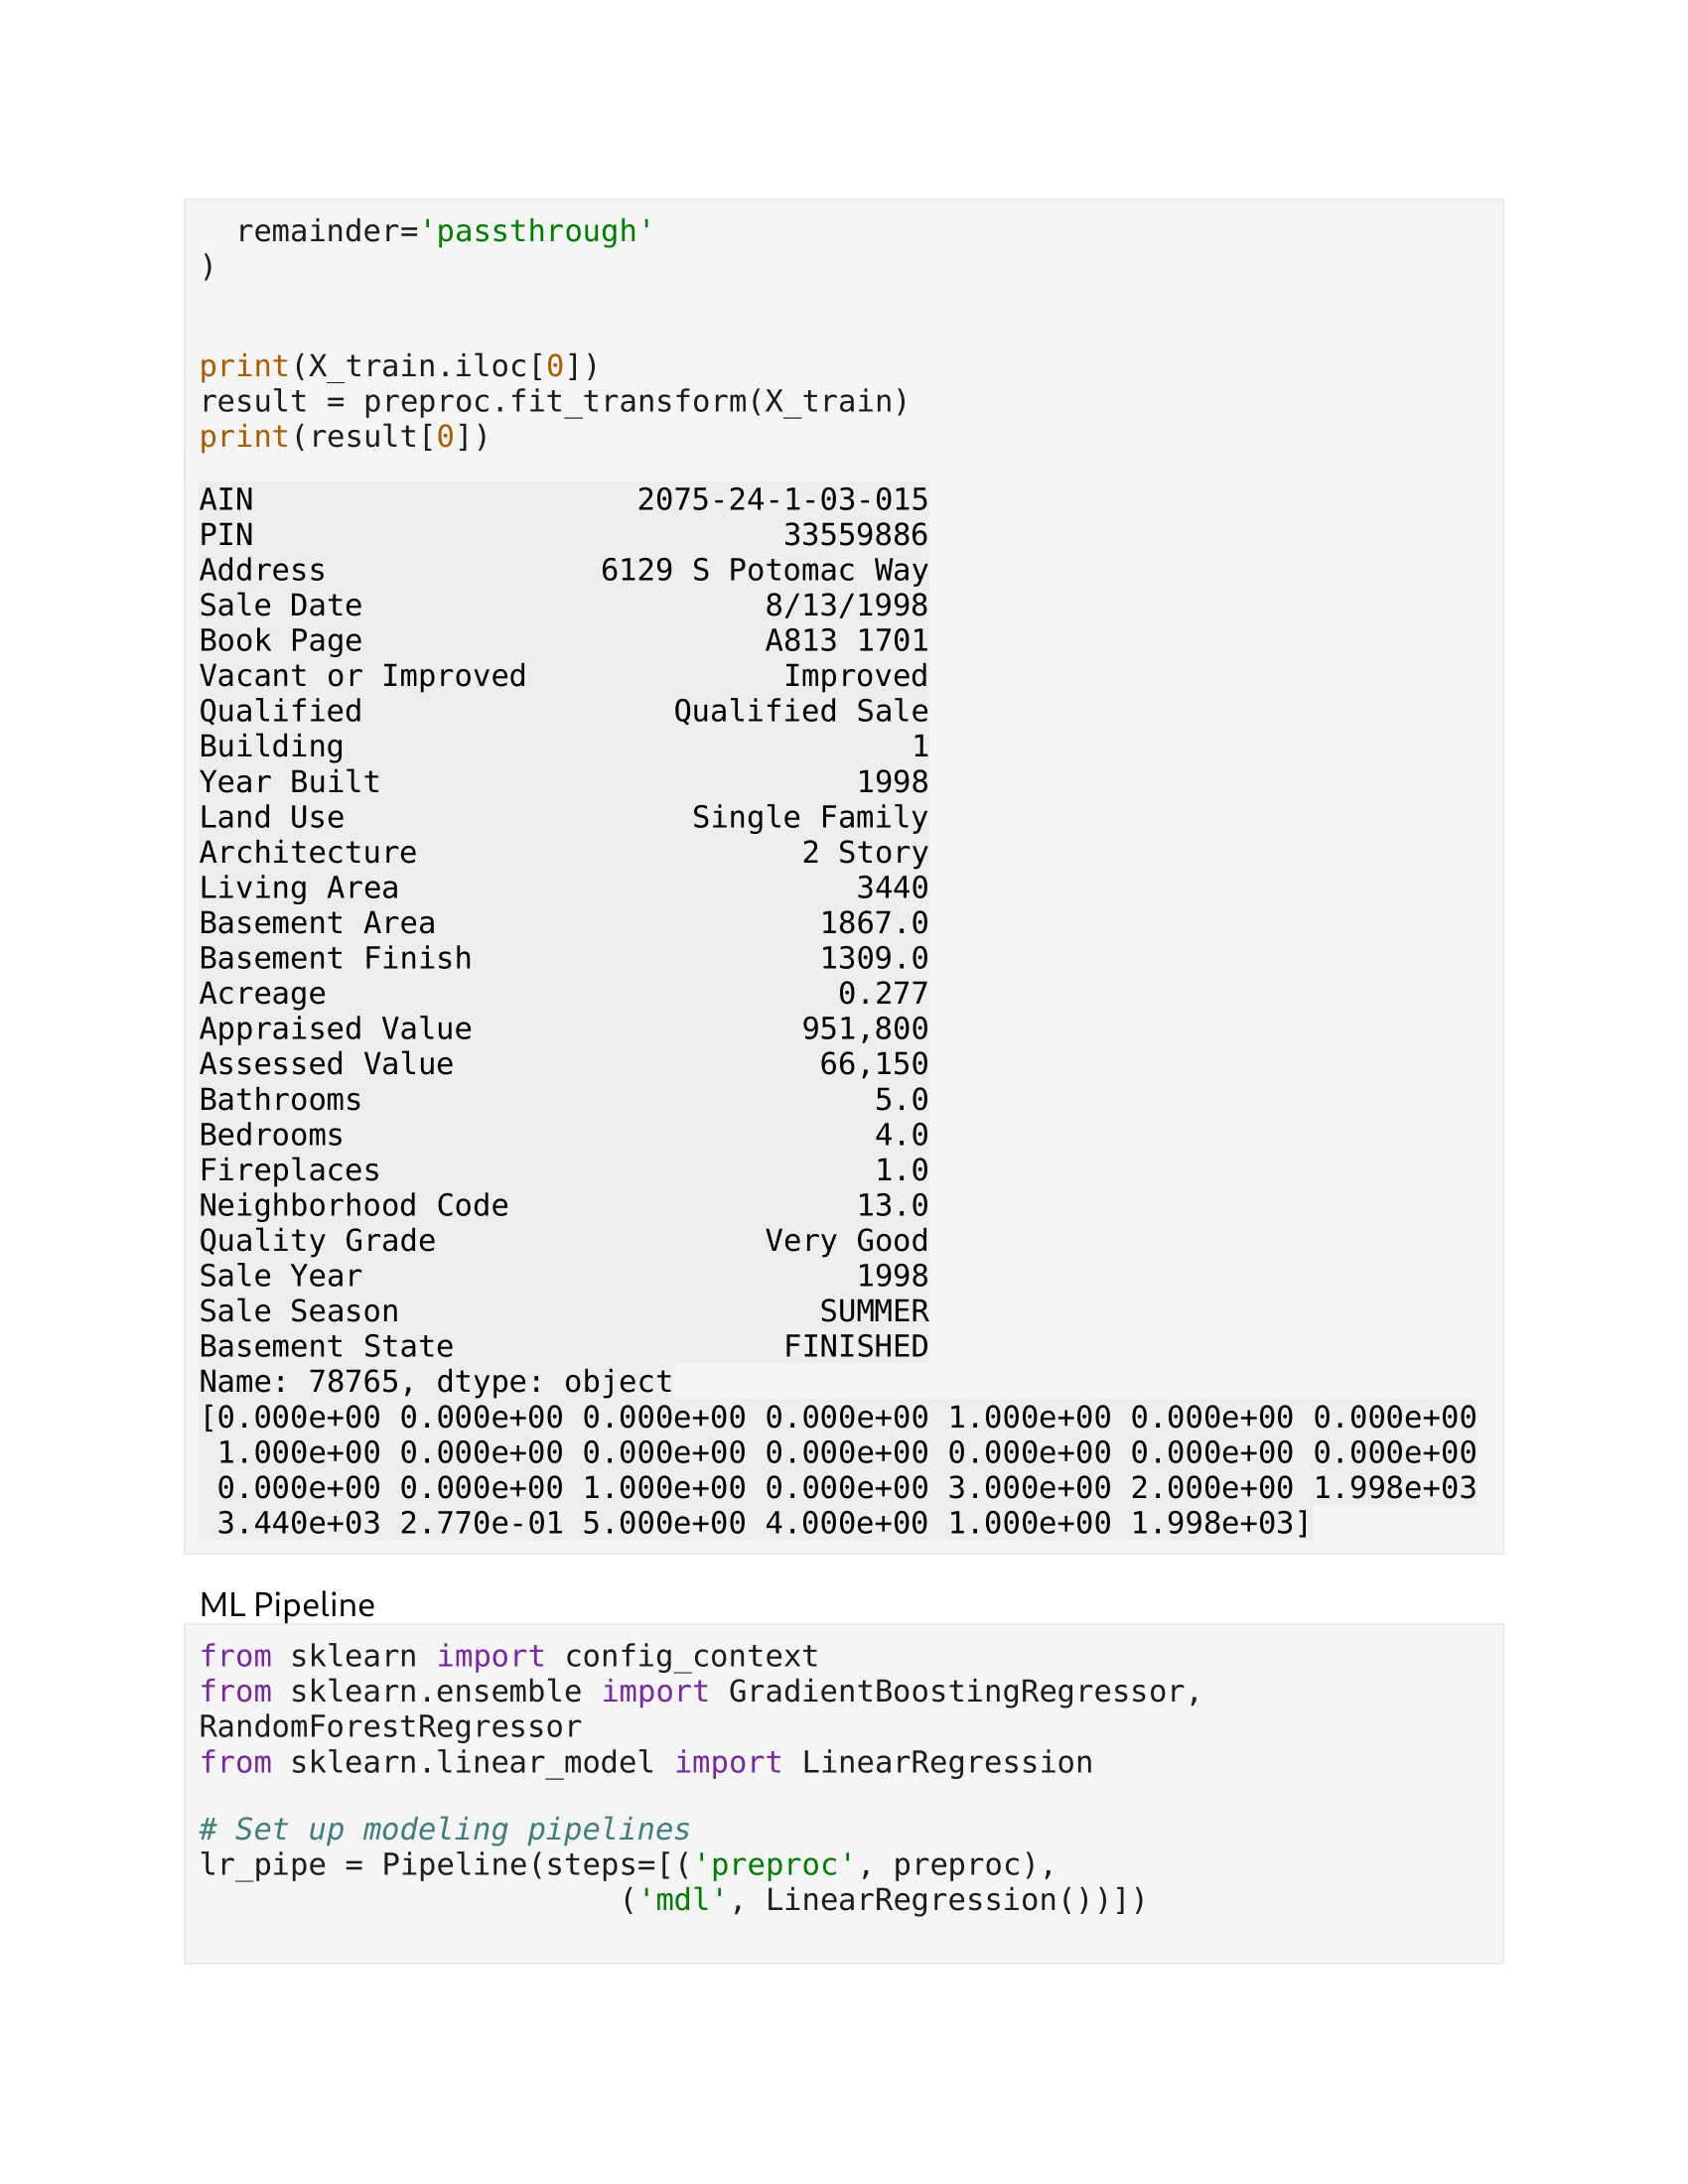 remainder='passthrough'
)
print(X_train.iloc[0])
result = preproc.fit_transform(X_train)
print(result[0])
AIN                     2075-24-1-03-015
PIN                             33559886
Address               6129 S Potomac Way
Sale Date                      8/13/1998
Book Page                      A813 1701
Vacant or Improved              Improved
Qualified                 Qualified Sale
Building                               1
Year Built                          1998
Land Use                   Single Family
Architecture                     2 Story
Living Area                         3440
Basement Area                     1867.0
Basement Finish                   1309.0
Acreage                            0.277
Appraised Value                  951,800
Assessed Value                    66,150
Bathrooms                            5.0
Bedrooms                             4.0
Fireplaces                           1.0
Neighborhood Code                   13.0
Quality Grade                  Very Good
Sale Year                           1998
Sale Season                       SUMMER
Basement State                  FINISHED
Name: 78765, dtype: object
[0.000e+00 0.000e+00 0.000e+00 0.000e+00 1.000e+00 0.000e+00 0.000e+00
 1.000e+00 0.000e+00 0.000e+00 0.000e+00 0.000e+00 0.000e+00 0.000e+00
 0.000e+00 0.000e+00 1.000e+00 0.000e+00 3.000e+00 2.000e+00 1.998e+03
 3.440e+03 2.770e-01 5.000e+00 4.000e+00 1.000e+00 1.998e+03]
ML Pipeline
from sklearn import config_context
from sklearn.ensemble import GradientBoostingRegressor,
RandomForestRegressor
from sklearn.linear_model import LinearRegression
# Set up modeling pipelines
lr_pipe = Pipeline(steps=[('preproc', preproc),
                       ('mdl', LinearRegression())])